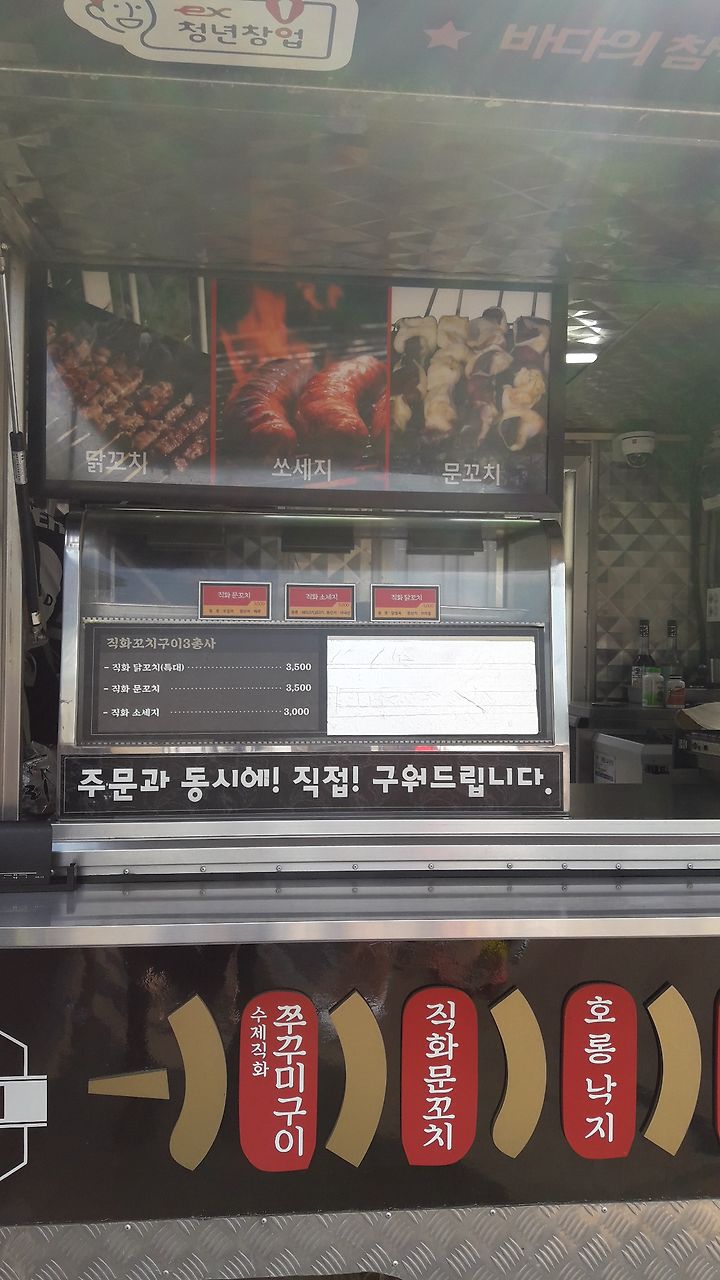 ex
청년창업
닭꼬치
쏘세지
문꼬치
직화 문꼬치
직화 소세지
직화 닭꼬치
직화꼬치구이3총사
- 직화 닭꼬치(특대) 3,500
- 직화 문꼬치 3,500
- 직화 소세지 3,000
주문과 동시에! 직접! 구워드립니다.
수제직화
쭈꾸미구이
직화문꼬치
호롱낙지